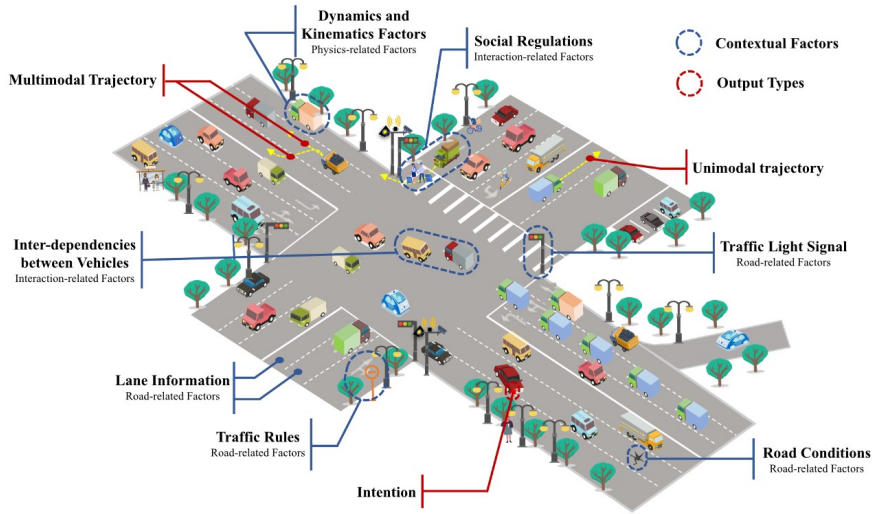 Dynamics and
Kinematics Factors
Physics-related Factors
Social Regulations
Interaction-related Factors
Contextual Factors
Output Types
Multimodal Trajectory
Unimodal trajectory
Inter-dependencies
between Vehicles
Interaction-related Factors
Traffic Light Signal
Road-related Factors
Lane Information
Road-related Factors
Traffic Rules
Road-related Factors
Intention
Road Conditions
Road-related Factors